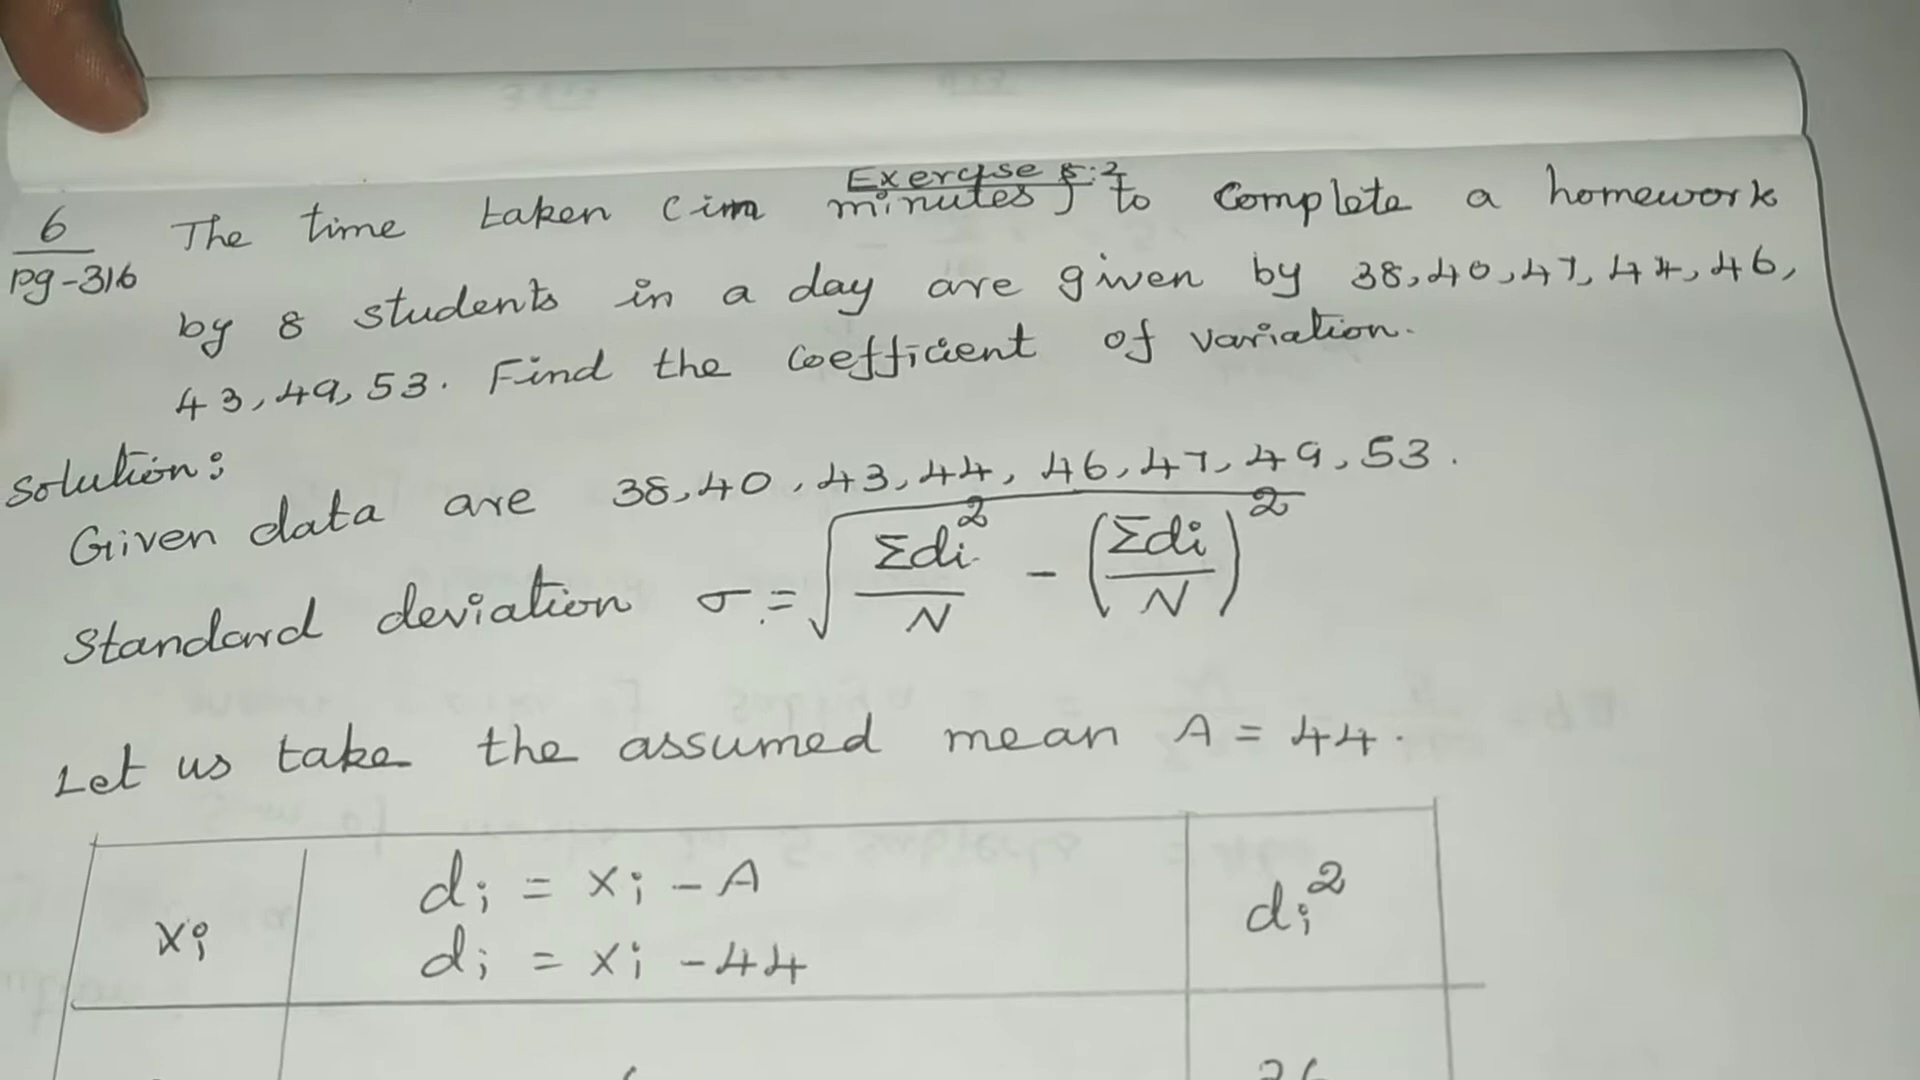 Exercise 8.2
6
pg-316
The time taken (in minutes) to complete a homework
by 8 students in a day are given by 38,40,47,44,46,
43,49,53. Find the coefficient of variation.
Solution:
Given data are 38,40,43,44,46,47,49,53.
Standard deviation σ = √(Σdi²/N - (Σdi/N)²)
Let us take the assumed mean A = 44.
xi
di = xi - A
di = xi - 44
di²